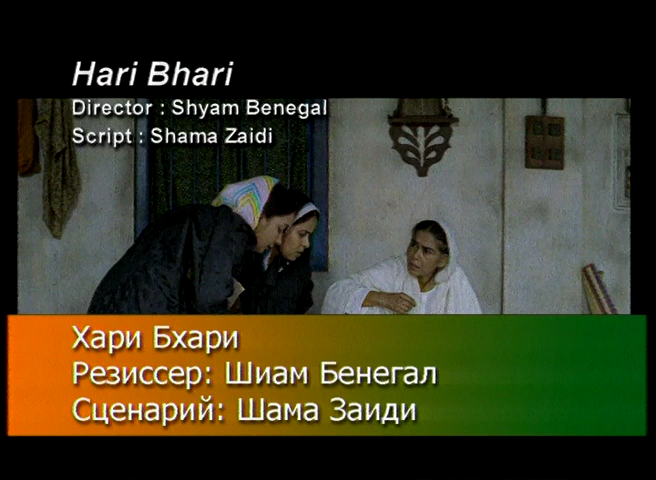 Hari Bhari
Director : Shyam Benegal
Script : Shama Zaidi
Хари Бхари
Резиссер: Шиам Бенегал
Сценарий: Шама Заиди